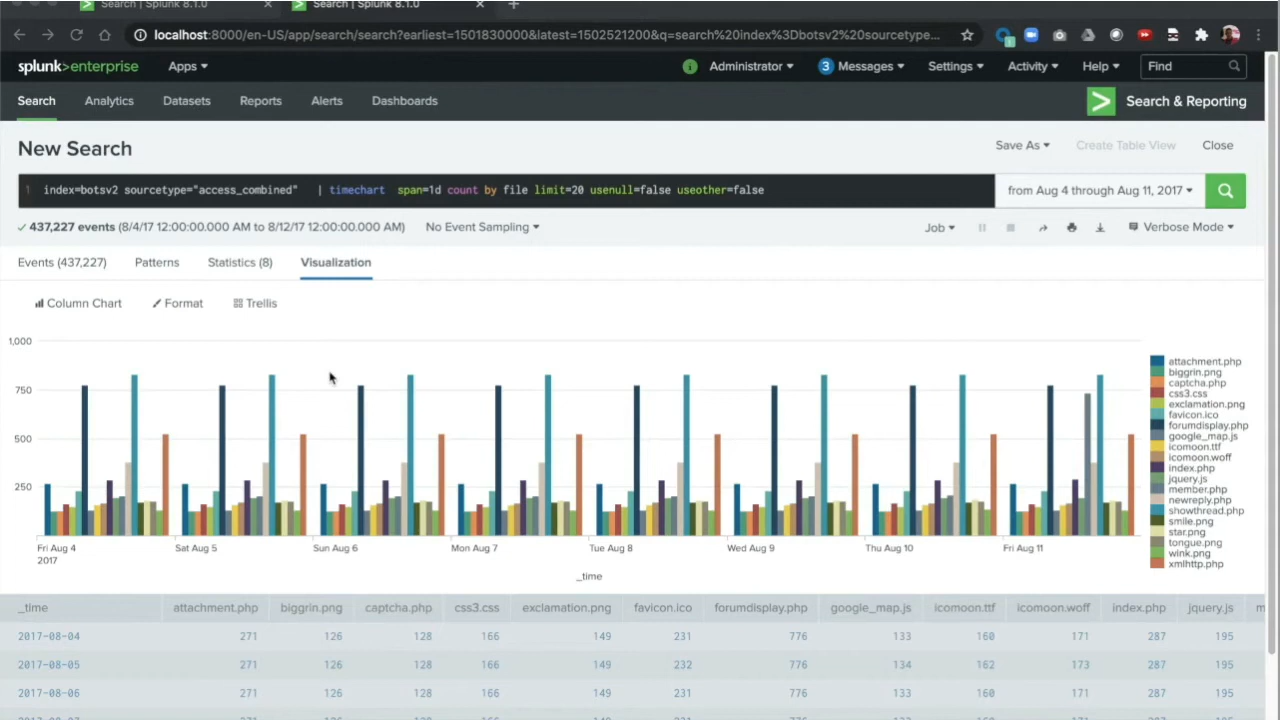 Search | Splunk 8.1.0
Search | Splunk 8.1.0
localhost:8000/en-US/app/search/search?earliest=1501830000&latest=1502521200&q=search%20index%3Dbotsv2%20sourcetype...
splunk>enterprise Apps Administrator 3 Messages Settings Activity Help Find
Search Analytics Datasets Reports Alerts Dashboards Search & Reporting
New Search
Save As Create Table View Close
1 index=botsv2 sourcetype="access_combined" | timechart span=1d count by file limit=20 usenull=false useother=false
from Aug 4 through Aug 11, 2017
437,227 events (8/4/17 12:00:00.000 AM to 8/12/17 12:00:00.000 AM) No Event Sampling
Job Verbose Mode
Events (437,227) Patterns Statistics (8) Visualization
Column Chart Format Trellis
1,000
750
500
250
Fri Aug 4 Sat Aug 5 Sun Aug 6 Mon Aug 7 Tue Aug 8 Wed Aug 9 Thu Aug 10 Fri Aug 11
2017
_time
attachment.php
biggrin.png
captcha.php
css3.css
exclamation.png
favicon.ico
forumdisplay.php
google_map.js
icomoon.ttf
icomoon.woff
index.php
jquery.js
member.php
newreply.php
showthread.php
smile.png
star.png
tongue.png
wink.png
xmlhttp.php
_time attachment.php biggrin.png captcha.php css3.css exclamation.png favicon.ico forumdisplay.php google_map.js icomoon.ttf icomoon.woff index.php jquery.js m
2017-08-04 271 126 128 166 149 231 776 133 160 171 287 195
2017-08-05 271 126 128 166 149 232 776 134 162 173 287 195
2017-08-06 271 126 128 166 149 231 776 133 160 171 287 195